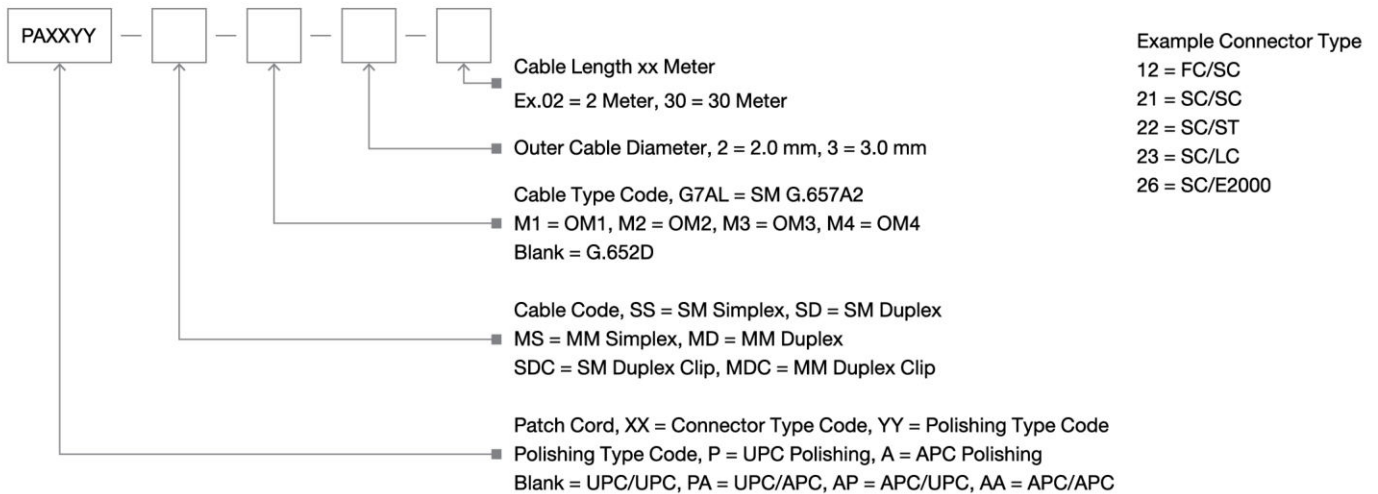 PAXXYY
Cable Length xx Meter
Ex.02 = 2 Meter, 30 = 30 Meter
Outer Cable Diameter, 2 = 2.0 mm, 3 = 3.0 mm
Cable Type Code, G7AL = SM G.657A2
M1 = OM1, M2 = OM2, M3 = OM3, M4 = OM4
Blank = G.652D
Cable Code, SS = SM Simplex, SD = SM Duplex
MS = MM Simplex, MD = MM Duplex
SDC = SM Duplex Clip, MDC = MM Duplex Clip
Patch Cord, XX = Connector Type Code, YY = Polishing Type Code
Polishing Type Code, P = UPC Polishing, A = APC Polishing
Blank = UPC/UPC, PA = UPC/APC, AP = APC/UPC, AA = APC/APC
Example Connector Type
12 = FC/SC
21 = SC/SC
22 = SC/ST
23 = SC/LC
26 = SC/E2000